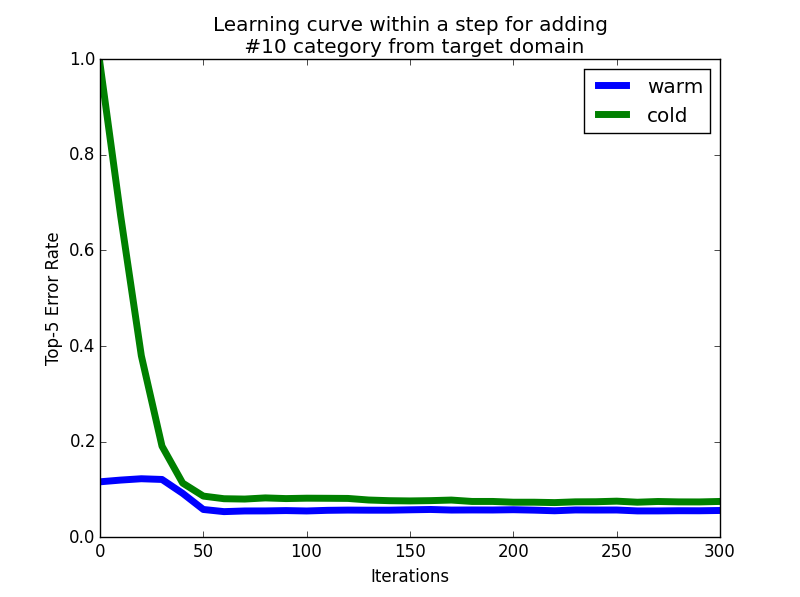 Learning curve within a step for adding
#10 category from target domain
1.0
0.8
0.6
0.4
0.2
0.0
Top-5 Error Rate
warm
cold
0 50 100 150 200 250 300
Iterations